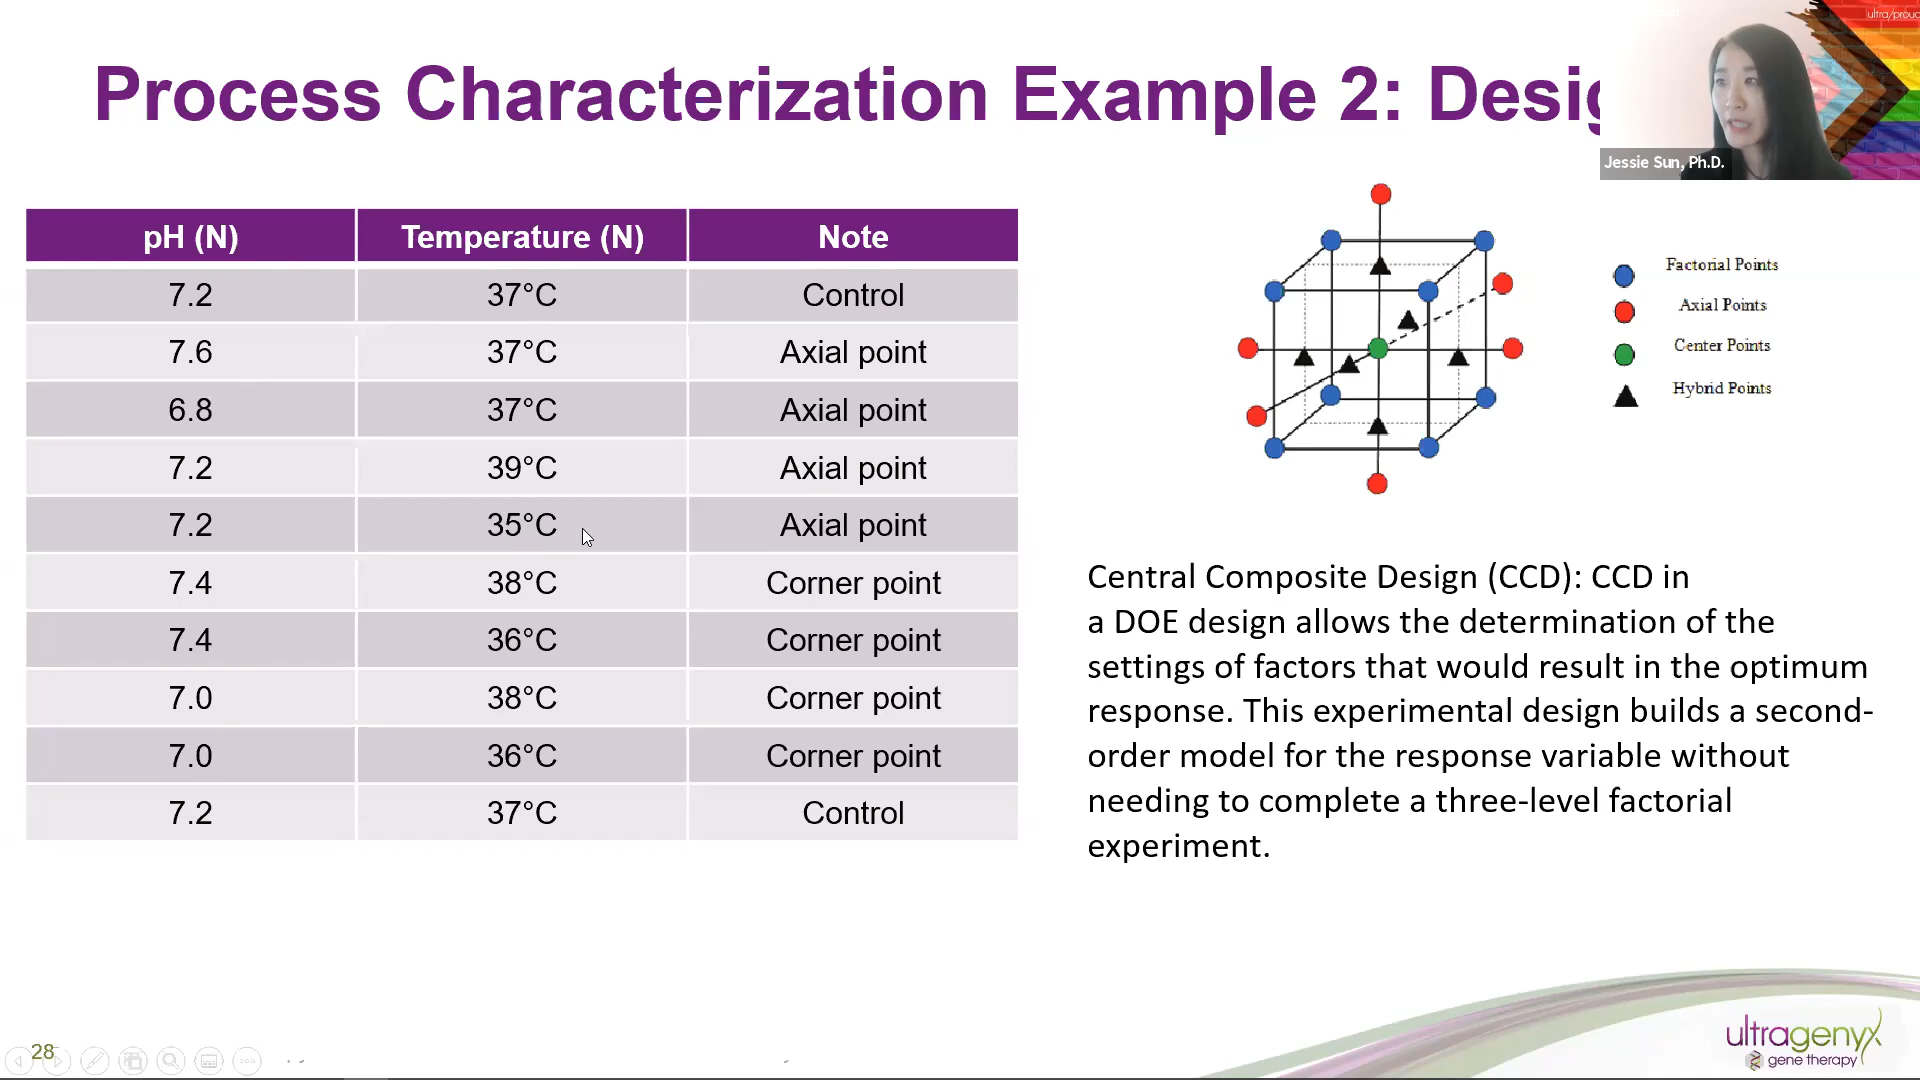 ultra/proud
Process Characterization Example 2: Desig
Jessie Sun, Ph.D.
pH (N) Temperature (N) Note
7.2 37°C Control
7.6 37°C Axial point
6.8 37°C Axial point
7.2 39°C Axial point
7.2 35°C Axial point
7.4 38°C Corner point
7.4 36°C Corner point
7.0 38°C Corner point
7.0 36°C Corner point
7.2 37°C Control
Factorial Points
Axial Points
Center Points
Hybrid Points
Central Composite Design (CCD): CCD in
a DOE design allows the determination of the
settings of factors that would result in the optimum
response. This experimental design builds a second-
order model for the response variable without
needing to complete a three-level factorial
experiment.
28
ultragenyx
gene therapy